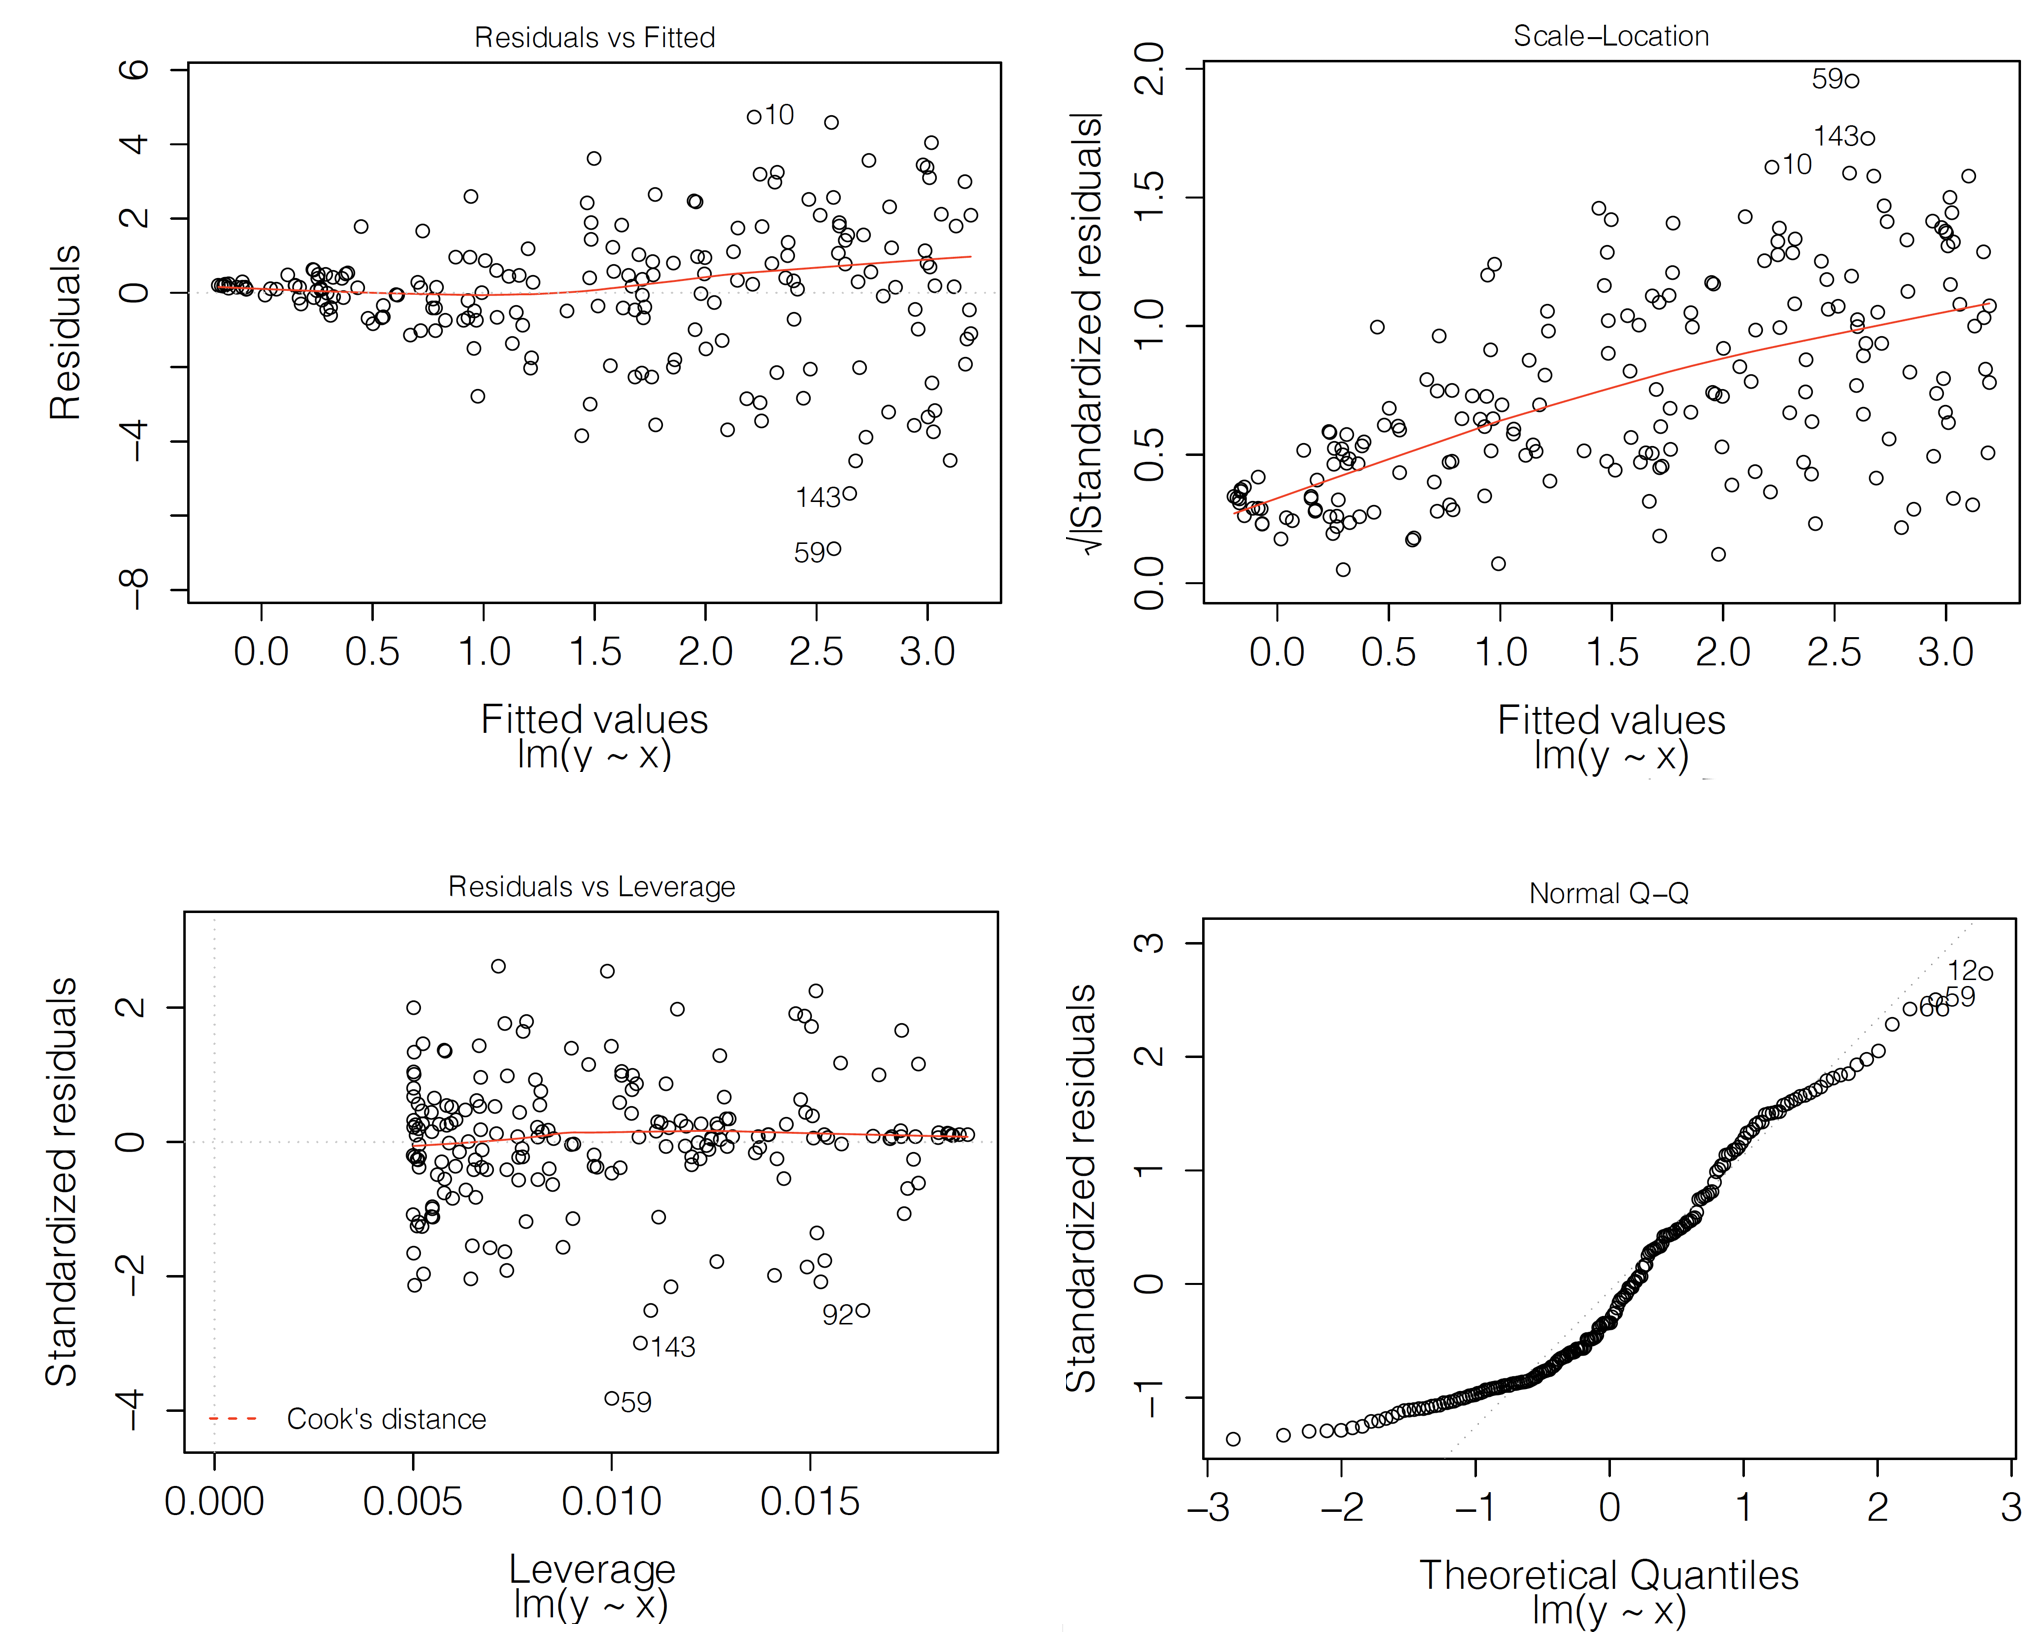 Residuals vs Fitted
6
4
2
0
−4
−8
Residuals
10
143
59
0.0 0.5 1.0 1.5 2.0 2.5 3.0
Fitted values
lm(y ~ x)
Scale−Location
2.0
1.5
1.0
0.5
0.0
√|Standardized residuals|
59
143
10
0.0 0.5 1.0 1.5 2.0 2.5 3.0
Fitted values
lm(y ~ x)
Residuals vs Leverage
2
0
−2
−4
Standardized residuals
92
143
59
Cook's distance
0.000 0.005 0.010 0.015
Leverage
lm(y ~ x)
Normal Q−Q
3
2
1
0
−1
Standardized residuals
12
59
−3 −2 −1 0 1 2 3
Theoretical Quantiles
lm(y ~ x)